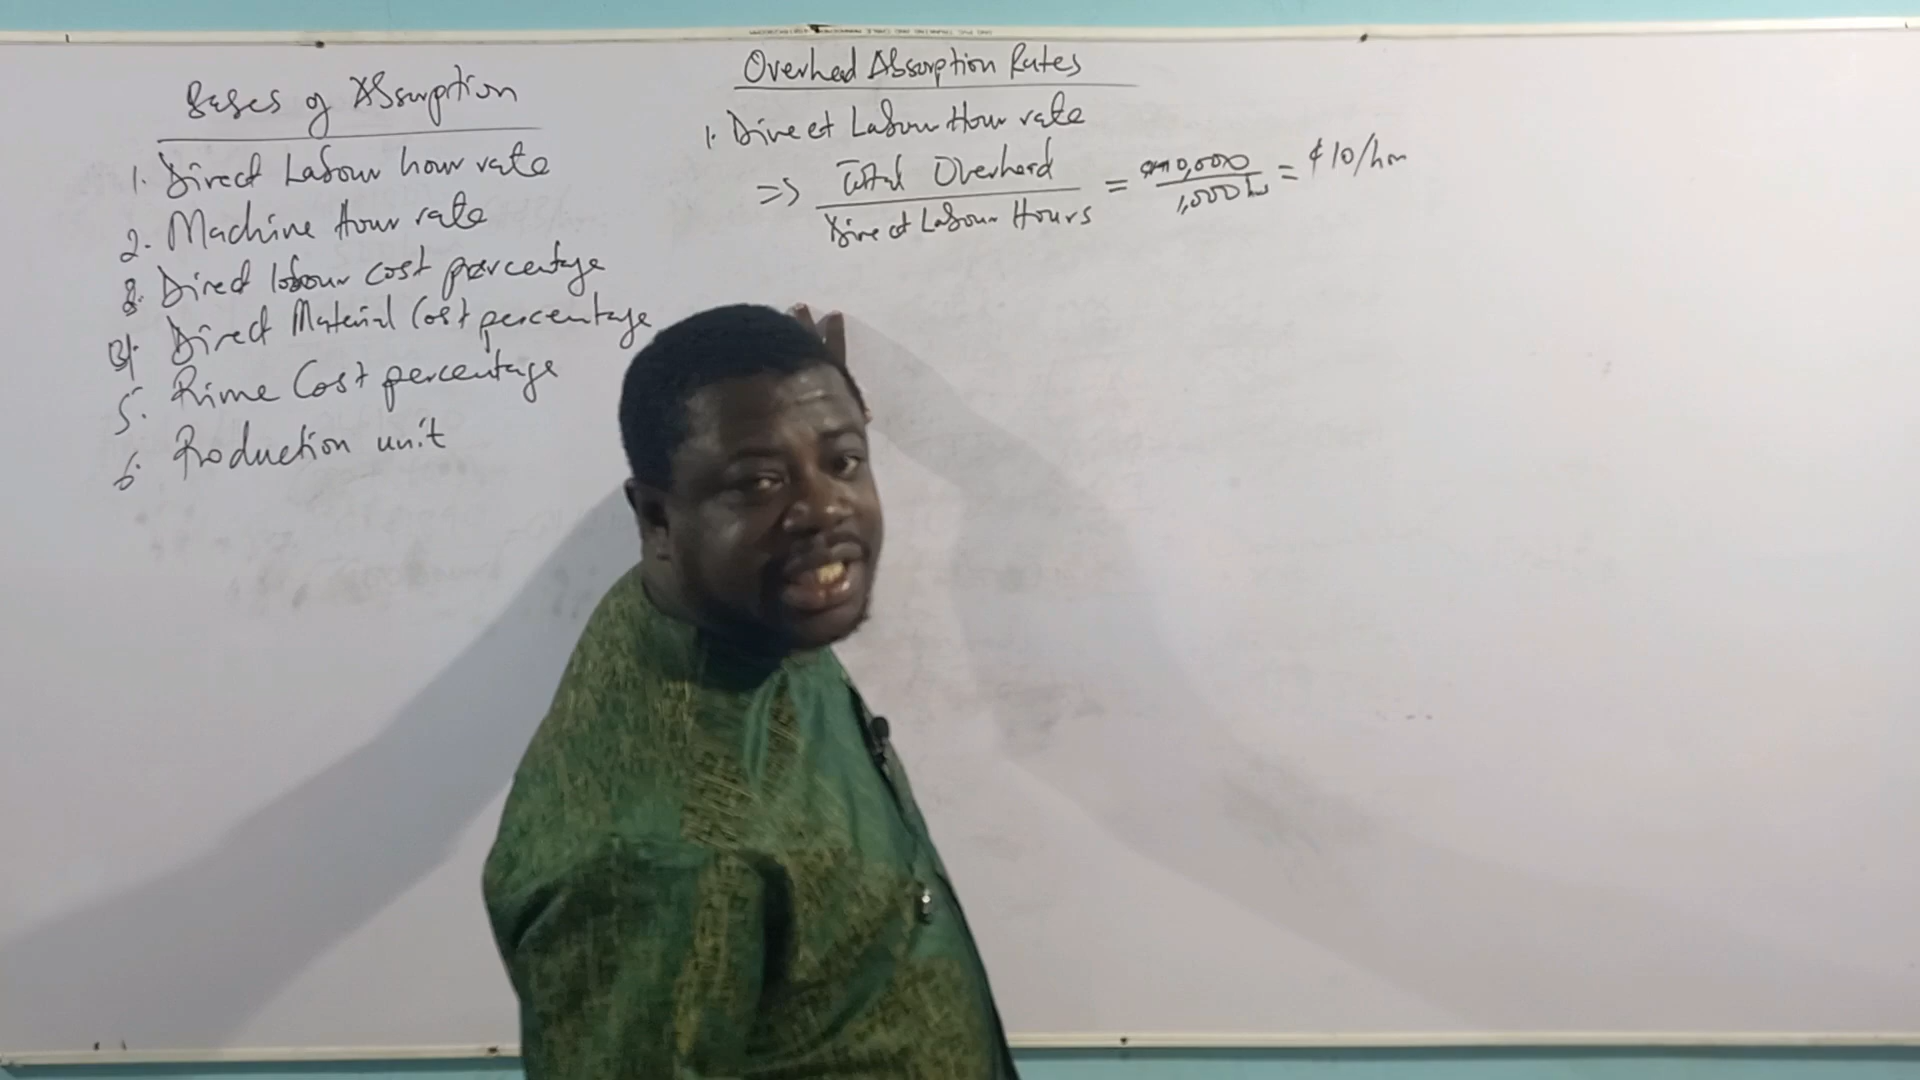 Bases of Absorption
1. Direct Labour hour rate
2. Machine Hour rate
3. Direct labour cost percentage
4. Direct Material Cost percentage
5. Prime Cost percentage
6. Production unit
Overhead Absorption Rates
1. Direct Labour Hour rate
=> Total Overhead / Direct Labour Hours = 10,000 / 1,000 hrs = ¢10/hr